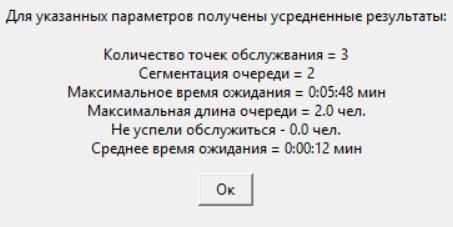 Для указанных параметров получены усредненные результаты:
Количество точек обслужвания = 3
Сегментация очереди = 2
Максимальное время ожидания = 0:05:48 мин
Максимальная длина очереди = 2.0 чел.
Не успели обслужиться - 0.0 чел.
Среднее время ожидания = 0:00:12 мин
Ок